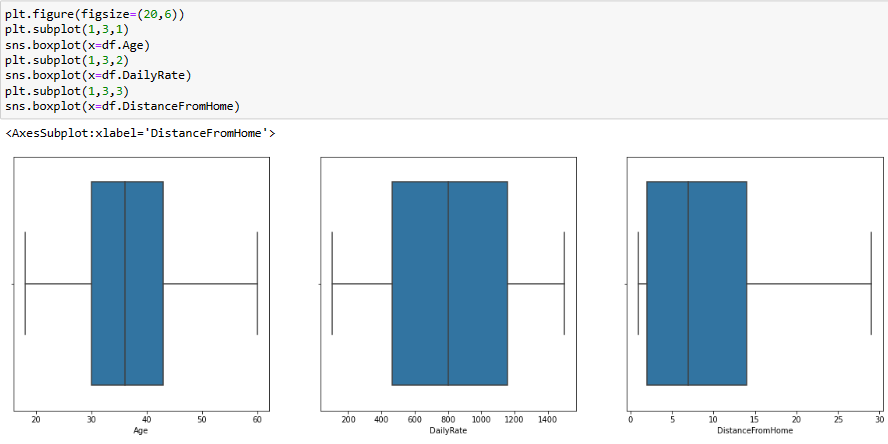 plt.figure(figsize=(20,6))
plt.subplot(1,3,1)
sns.boxplot(x=df.Age)
plt.subplot(1,3,2)
sns.boxplot(x=df.DailyRate)
plt.subplot(1,3,3)
sns.boxplot(x=df.DistanceFromHome)
<AxesSubplot:xlabel='DistanceFromHome'>
20 30 40 50 60
Age
200 400 600 800 1000 1200 1400
DailyRate
0 5 10 15 20 25 30
DistanceFromHome